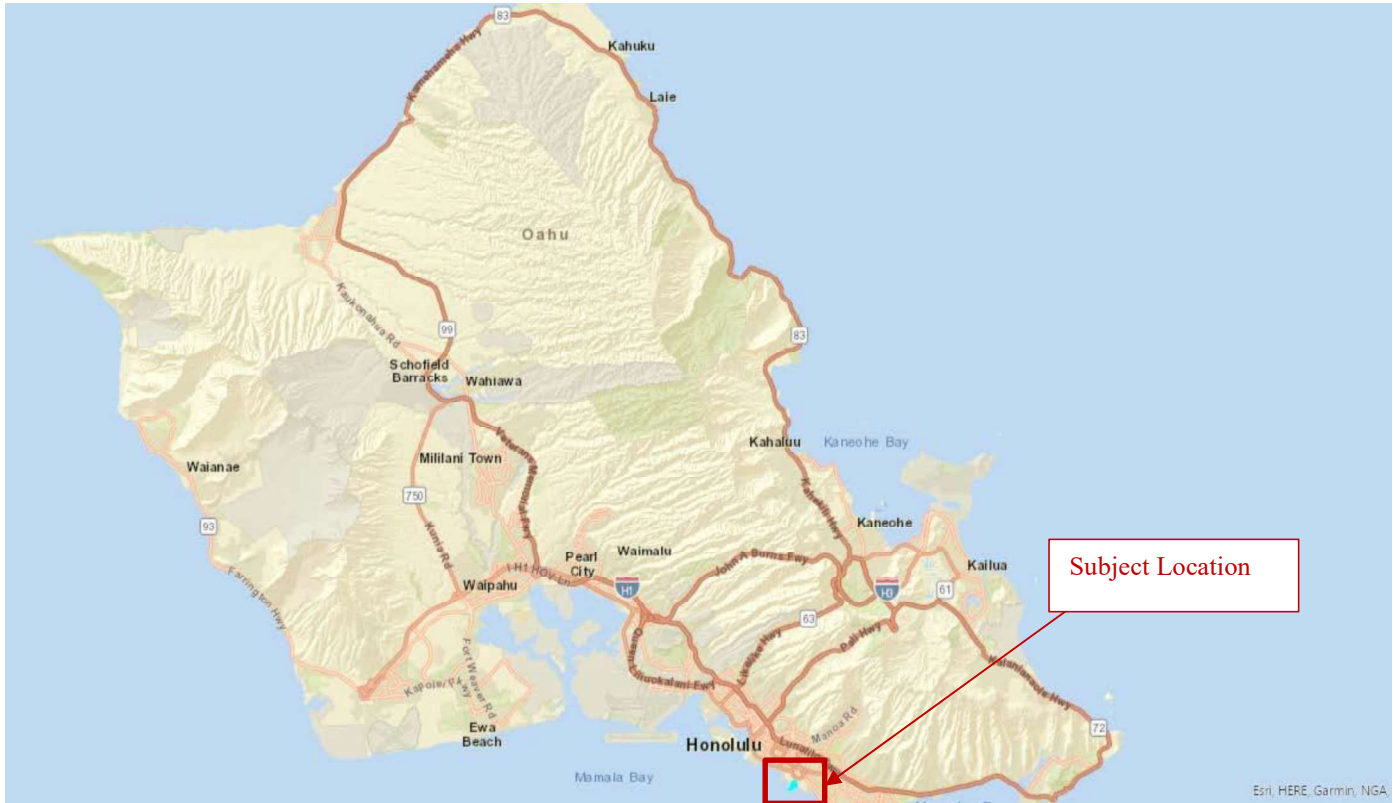 83
Kamehameha Hwy
Kahuku
Laie
Oahu
Kaukonahua Rd
99
83
Schofield
Barracks
Wahiawa
Kahaluu
Kaneohe Bay
Veterans Memorial Fwy
Mililani Town
Waianae
750
Kahekili Hwy
93
Kunia Rd
Kaneohe
Pearl
City
Waimalu
John A Burns Fwy
Kailua
Subject Location
I-H1 HOV Ln
Waipahu
H1
H3
61
Farrington Hwy
63
Likelike Hwy
Pali Hwy
Queen Liliuokalani Fwy
Kalanianaole Hwy
Fort Weaver Rd
Kapolei Pkwy
Manoa Rd
72
Ewa
Beach
Honolulu
Mamala Bay
Esri, HERE, Garmin, NGA